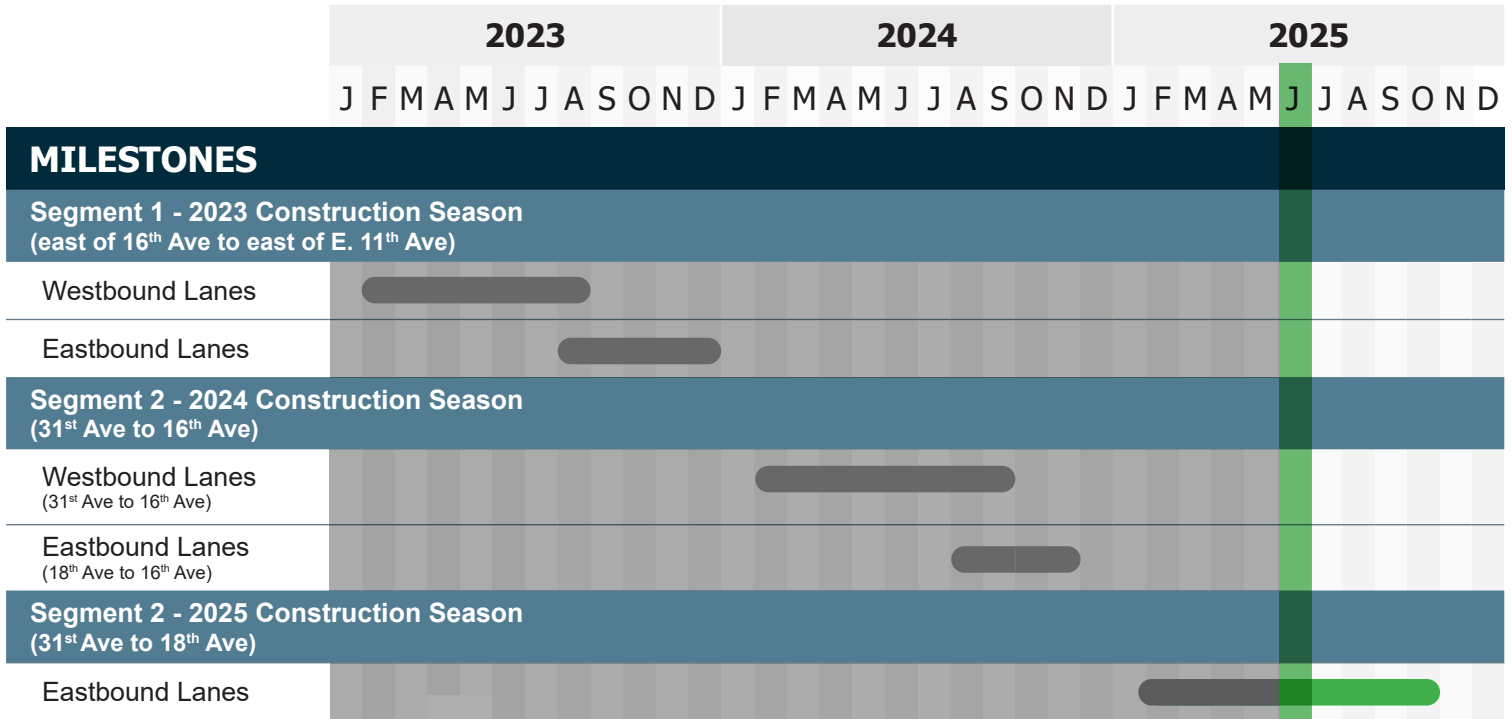 2023 2024 2025
J F M A M J J A S O N D J F M A M J J A S O N D J F M A M J J A S O N D
MILESTONES
Segment 1 - 2023 Construction Season
(east of 16th Ave to east of E. 11th Ave)
Westbound Lanes
Eastbound Lanes
Segment 2 - 2024 Construction Season
(31st Ave to 16th Ave)
Westbound Lanes
(31st Ave to 16th Ave)
Eastbound Lanes
(18th Ave to 16th Ave)
Segment 2 - 2025 Construction Season
(31st Ave to 18th Ave)
Eastbound Lanes